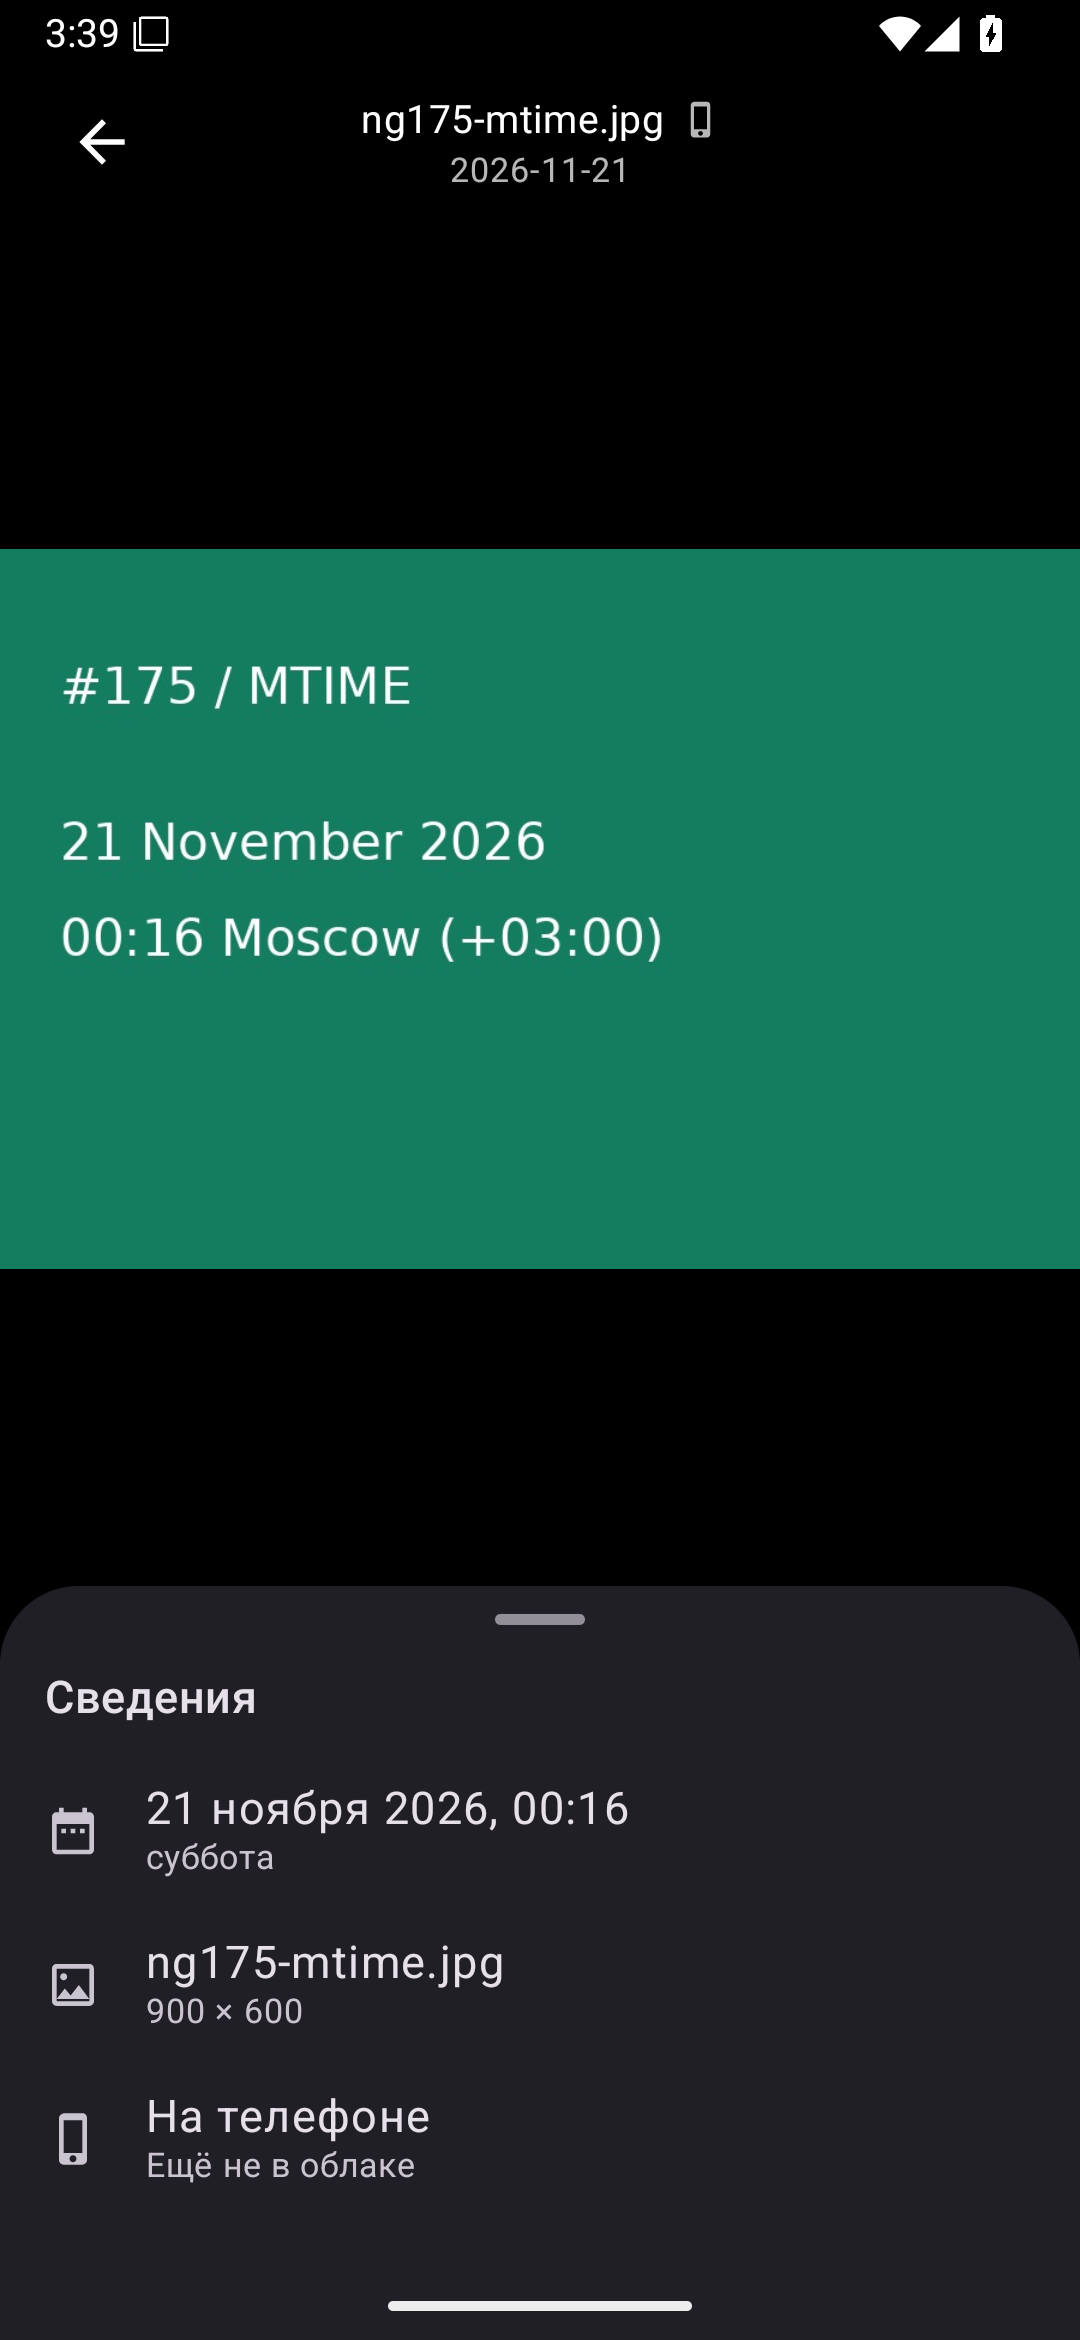 3:39
ng175-mtime.jpg
2026-11-21
#175 / MTIME
21 November 2026
00:16 Moscow (+03:00)
Сведения
21 ноября 2026, 00:16
суббота
ng175-mtime.jpg
900 × 600
На телефоне
Ещё не в облаке